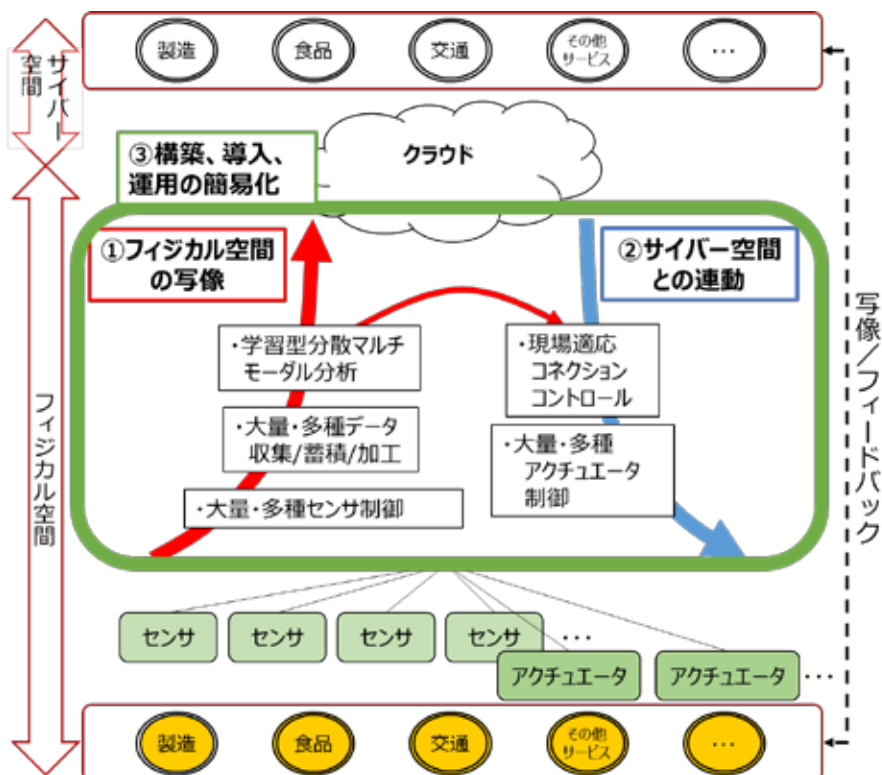 製造
食品
交通
その他
サービス
…
サイバー
空間
クラウド
③構築、導入、
運用の簡易化
①フィジカル空間
の写像
②サイバー空間
との連動
・学習型分散マルチ
モーダル分析
・現場適応
コネクション
コントロール
・大量・多種データ
収集/蓄積/加工
・大量・多種
アクチュエータ
制御
・大量・多種センサ制御
フィジカル空間
写像／フィードバック
センサ
センサ
センサ
センサ
…
アクチュエータ
アクチュエータ
…
製造
食品
交通
その他
サービス
…